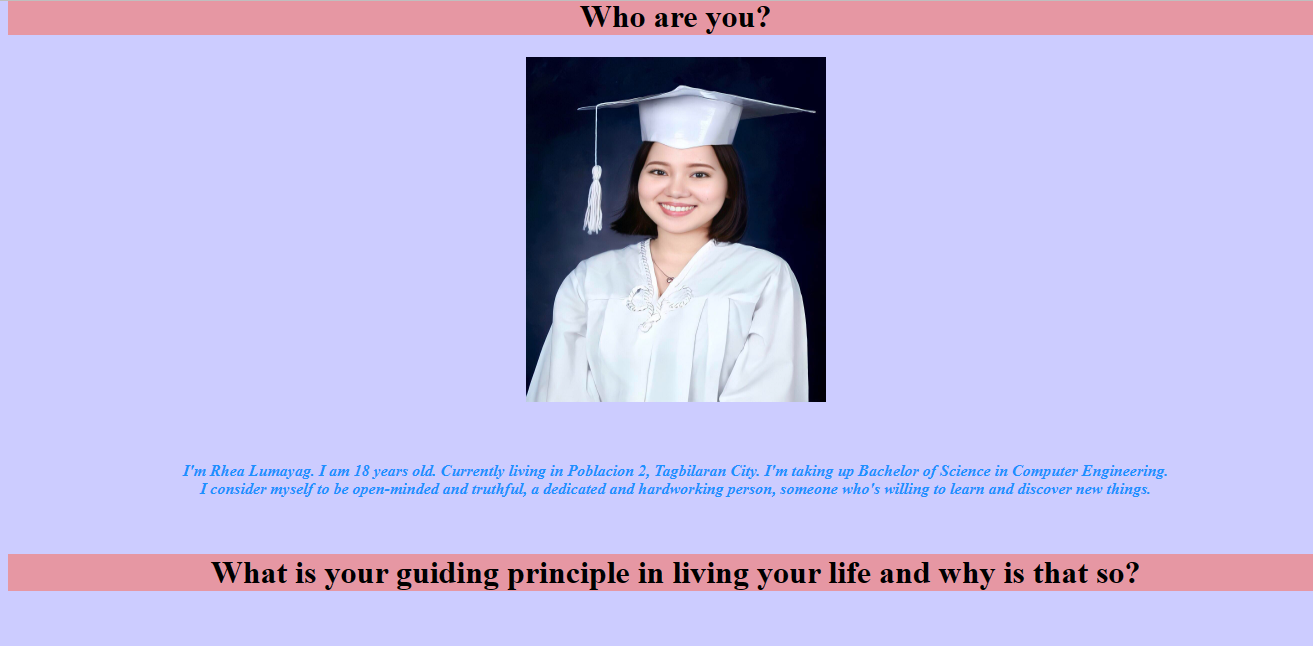 Who are you?
I'm Rhea Lumayag. I am 18 years old. Currently living in Poblacion 2, Tagbilaran City. I'm taking up Bachelor of Science in Computer Engineering.
I consider myself to be open-minded and truthful, a dedicated and hardworking person, someone who's willing to learn and discover new things.
What is your guiding principle in living your life and why is that so?